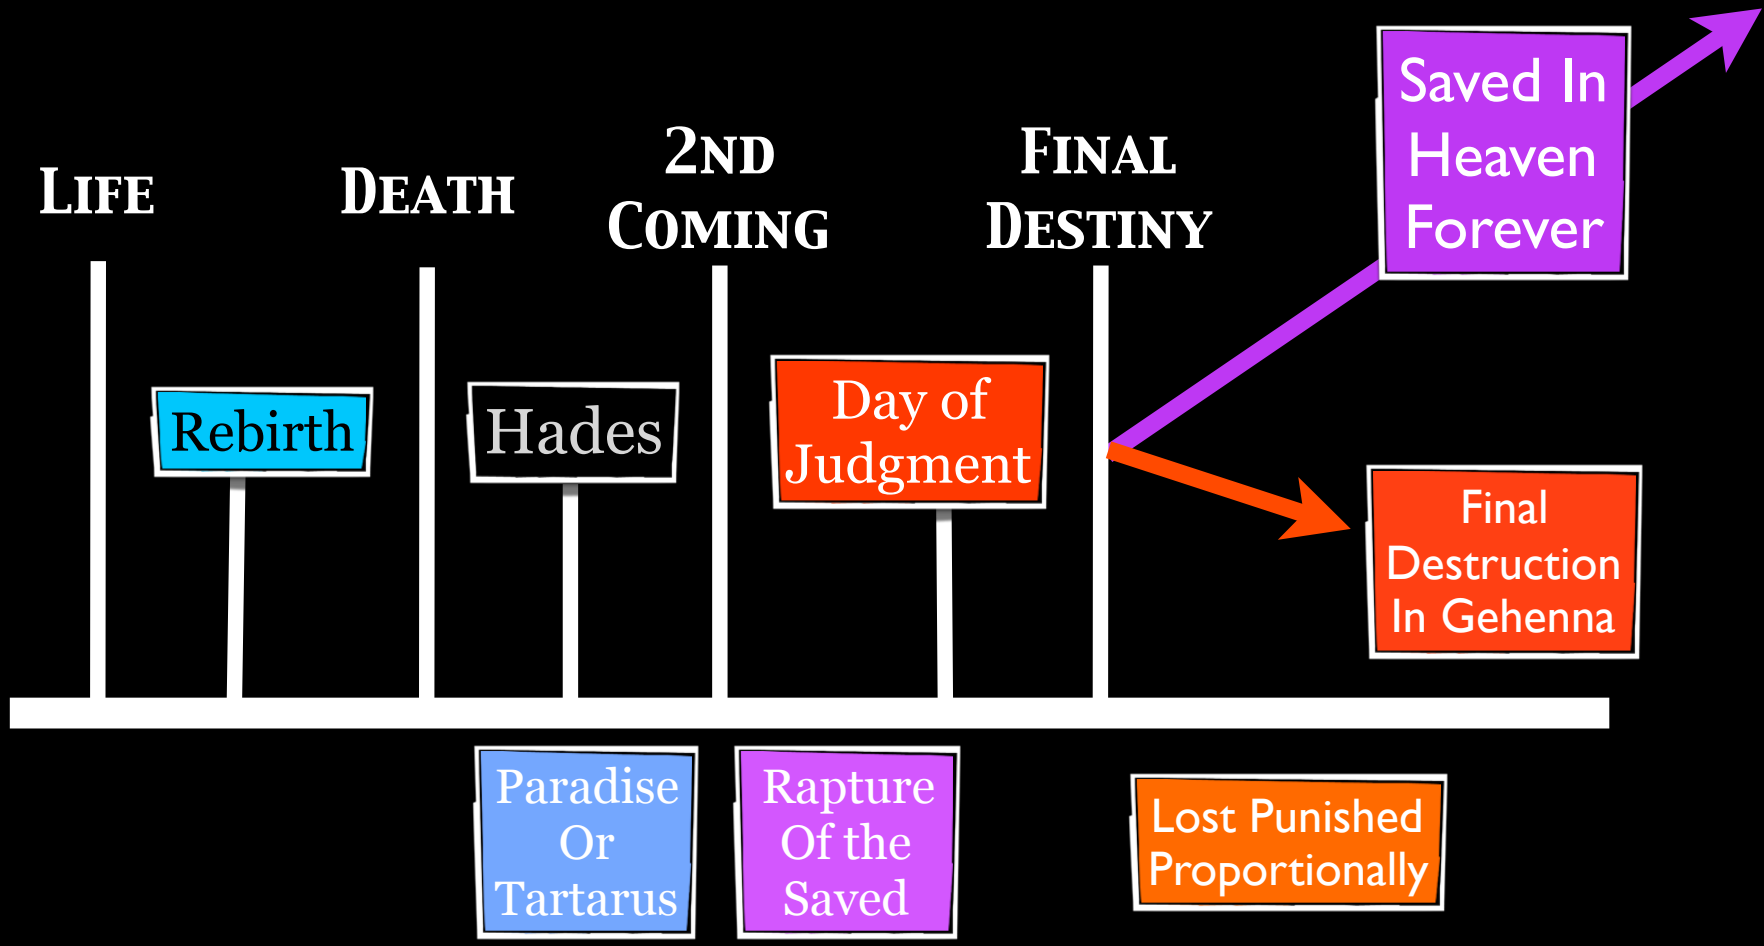 LIFE
DEATH
2ND
COMING
FINAL
DESTINY
Saved In
Heaven
Forever
Rebirth
Hades
Day of
Judgment
Final
Destruction
In Gehenna
Paradise
Or
Tartarus
Rapture
Of the
Saved
Lost Punished
Proportionally